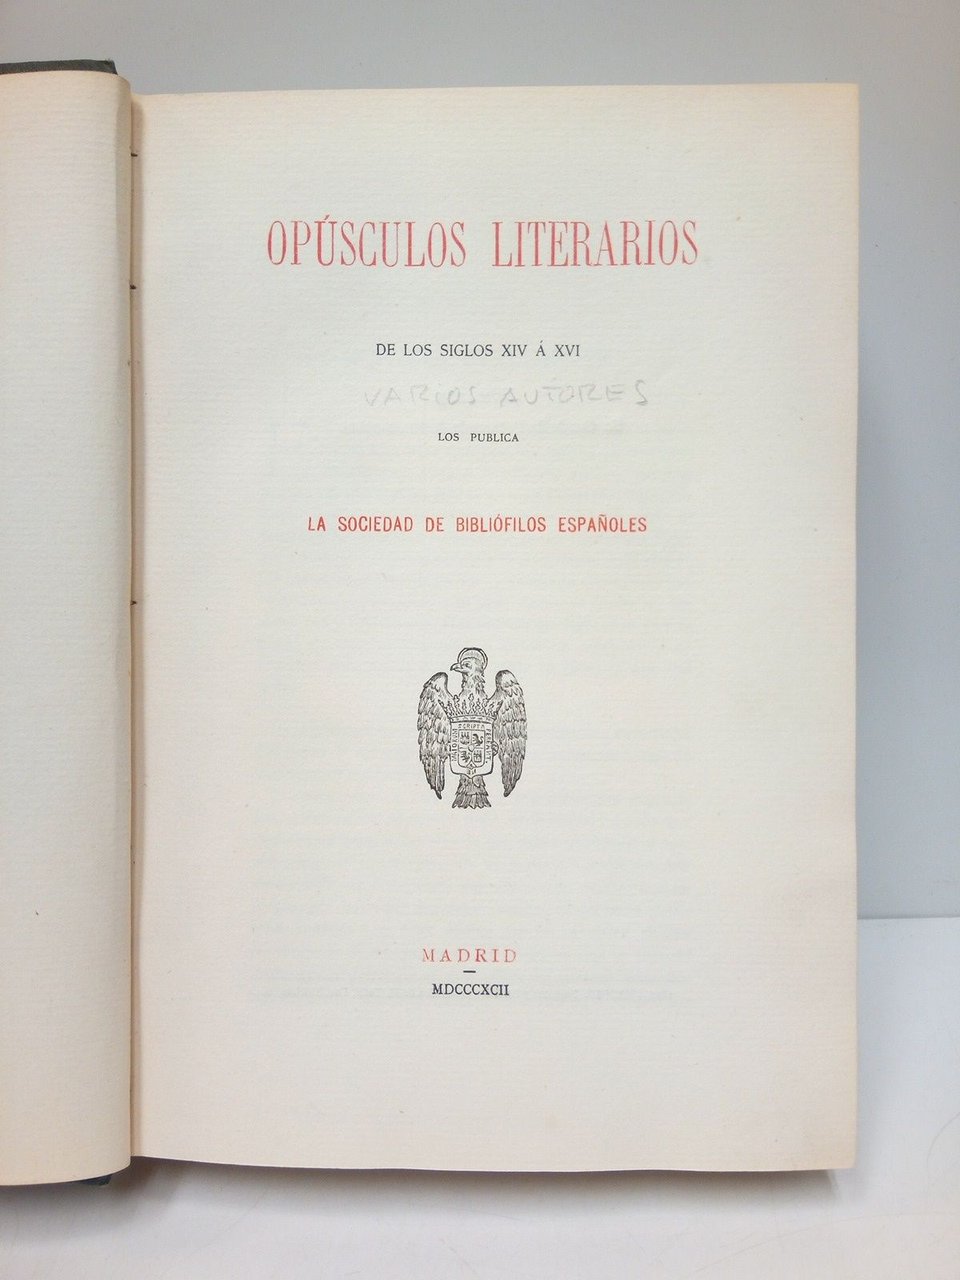 OPÚSCULOS LITERARIOS
DE LOS SIGLOS XIV Á XVI
VARIOS AUTORES
LOS PUBLICA
LA SOCIEDAD DE BIBLIÓFILOS ESPAÑOLES
MADRID
MDCCCXCII